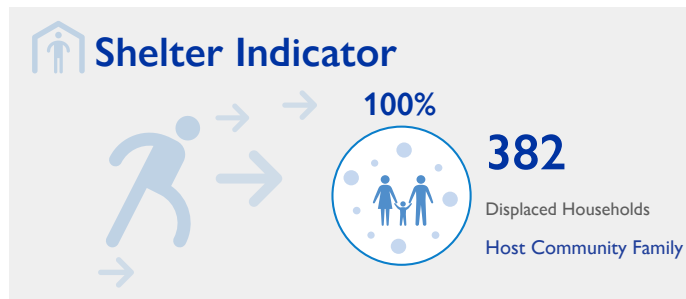 Shelter Indicator
100%
382
Displaced Households
Host Community Family